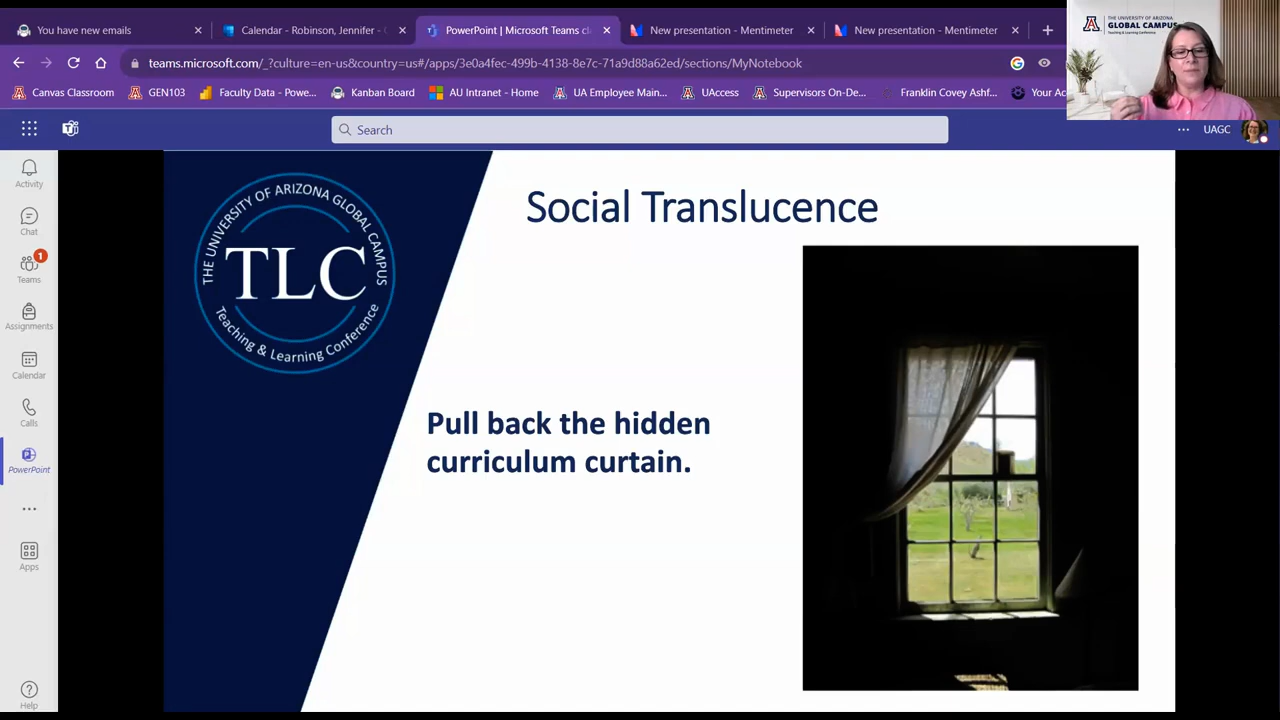 You have new emails
Calendar - Robinson, Jennifer -
PowerPoint | Microsoft Teams cl
New presentation - Mentimeter
New presentation - Mentimeter
teams.microsoft.com/_?culture=en-us&country=us#/apps/3e0a4fec-499b-4138-8e7c-71a9d88a62ed/sections/MyNotebook
Canvas Classroom
GEN103
Faculty Data - Powe...
Kanban Board
AU Intranet - Home
UA Employee Main...
UAccess
Supervisors On-De...
Franklin Covey Ashf...
Your Ac
THE UNIVERSITY OF ARIZONA
GLOBAL CAMPUS
Teaching & Learning Conference
Search
UAGC
Activity
Chat
1
Teams
Assignments
Calendar
Calls
PowerPoint
Apps
Help
THE UNIVERSITY OF ARIZONA GLOBAL CAMPUS
TLC
Teaching & Learning Conference
Social Translucence
Pull back the hidden
curriculum curtain.